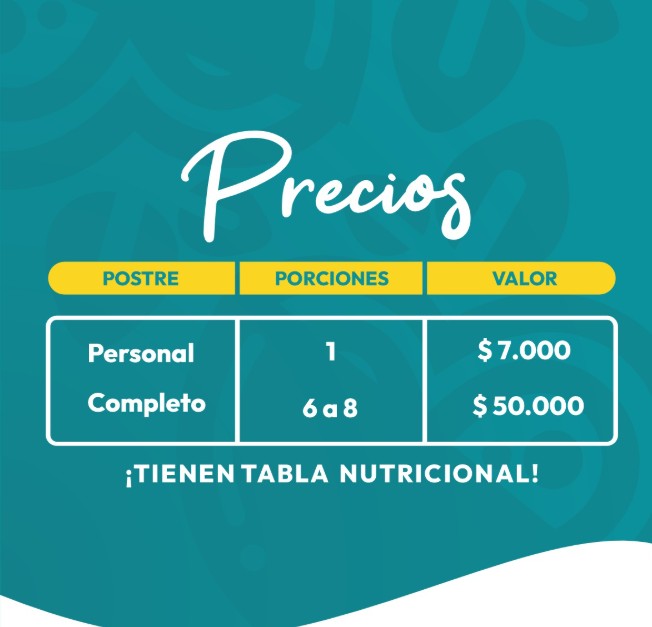 Precios
POSTRE PORCIONES VALOR
Personal 1 $ 7.000
Completo 6 a 8 $ 50.000
¡TIENEN TABLA NUTRICIONAL!